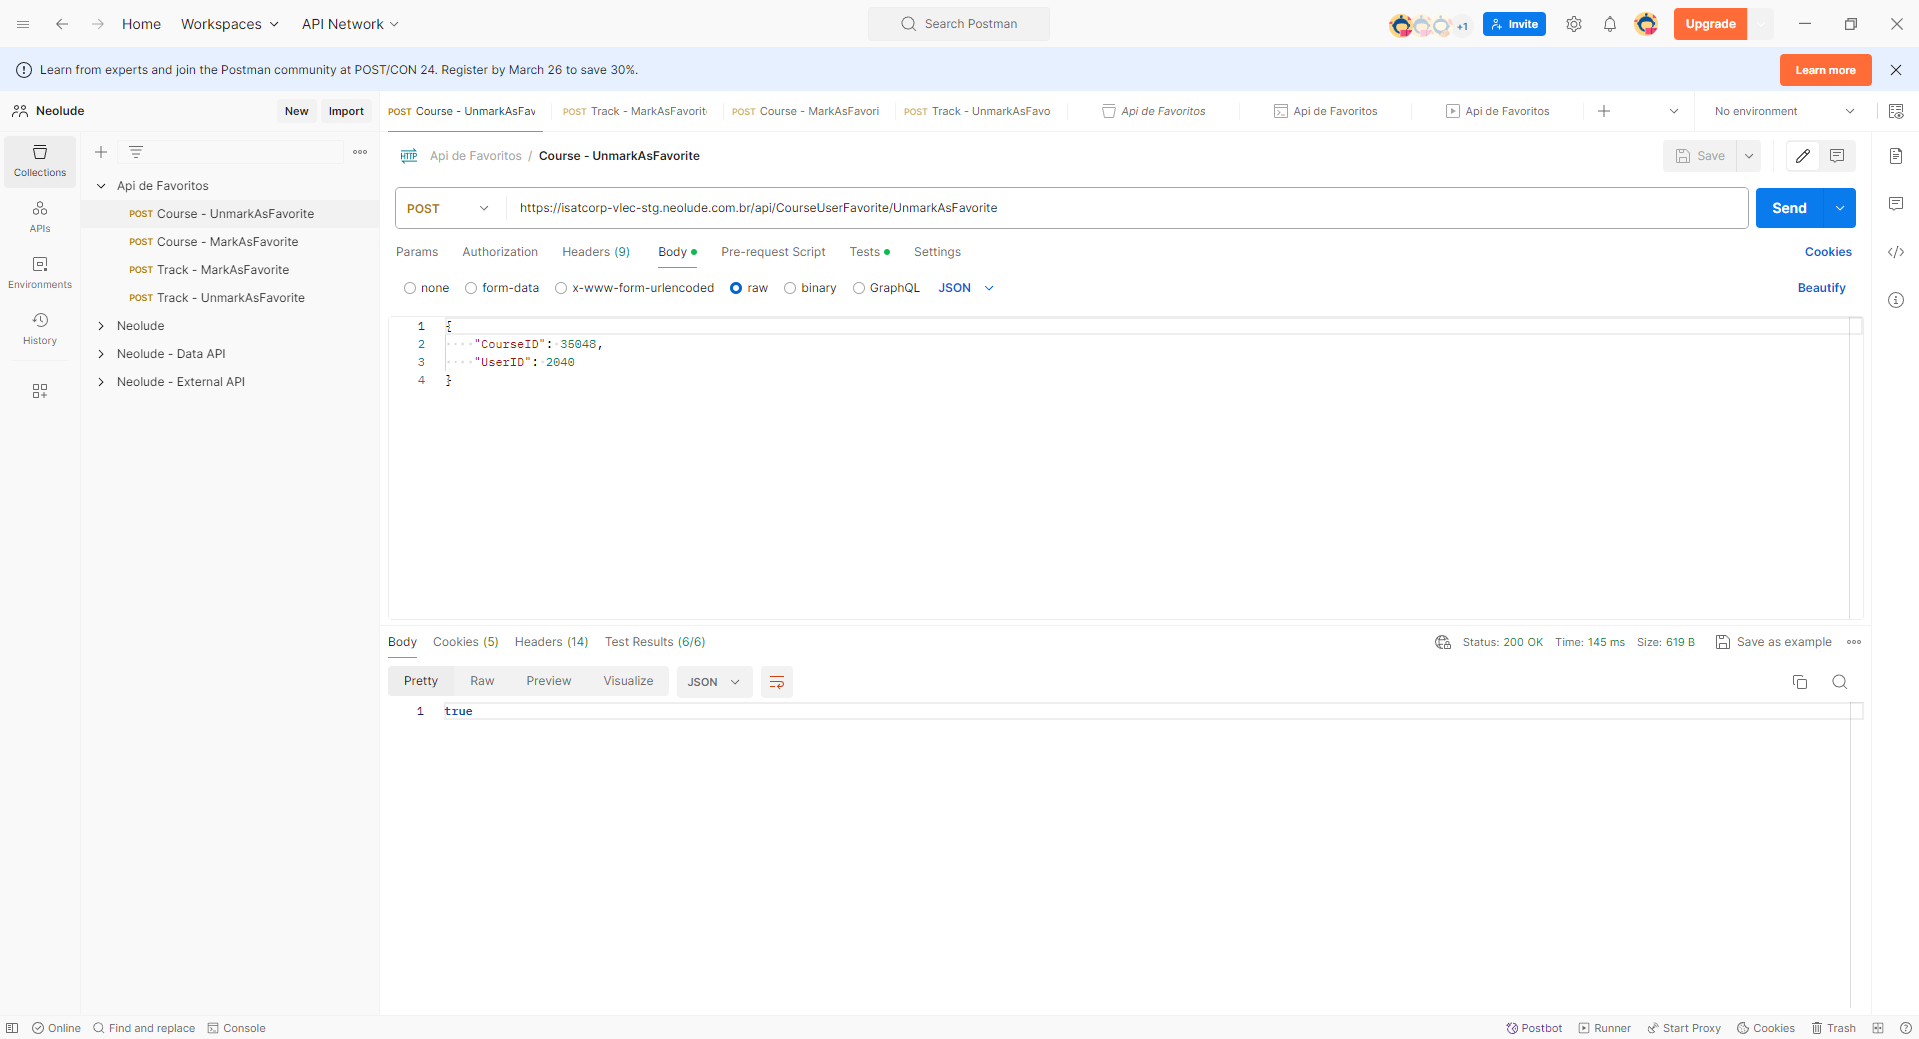 Home Workspaces API Network Search Postman +1 Invite Upgrade
Learn from experts and join the Postman community at POST/CON 24. Register by March 26 to save 30%. Learn more
Neolude New Import
POST Course - UnmarkAsFav POST Track - MarkAsFavorit POST Course - MarkAsFavori POST Track - UnmarkAsFavo Api de Favoritos Api de Favoritos Api de Favoritos No environment
Collections
APIs
Environments
History
Api de Favoritos
POST Course - UnmarkAsFavorite
POST Course - MarkAsFavorite
POST Track - MarkAsFavorite
POST Track - UnmarkAsFavorite
Neolude
Neolude - Data API
Neolude - External API
HTTP Api de Favoritos / Course - UnmarkAsFavorite Save
POST https://isatcorp-vlec-stg.neolude.com.br/api/CourseUserFavorite/UnmarkAsFavorite Send
Params Authorization Headers (9) Body Pre-request Script Tests Settings Cookies
none form-data x-www-form-urlencoded raw binary GraphQL JSON Beautify
1 {
2 "CourseID": 35048,
3 "UserID": 2040
4 }
Body Cookies (5) Headers (14) Test Results (6/6) Status: 200 OK Time: 145 ms Size: 619 B Save as example
Pretty Raw Preview Visualize JSON
1 true
Online Find and replace Console Postbot Runner Start Proxy Cookies Trash